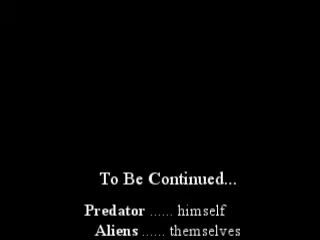 To Be Continued...
Predator ...... himself
Aliens ...... themselves